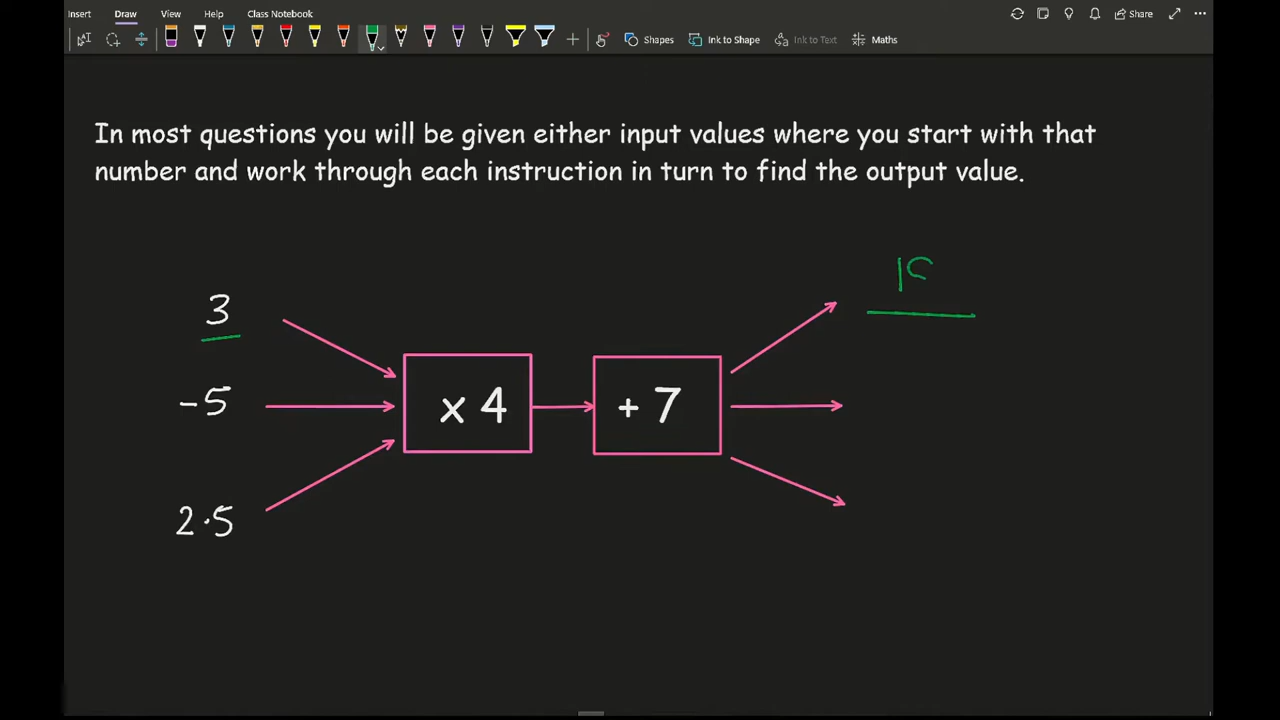 Insert Draw View Help Class Notebook Share
Shapes Ink to Shape Ink to Text Maths
In most questions you will be given either input values where you start with that
number and work through each instruction in turn to find the output value.
3
-5
2·5
x 4
+ 7